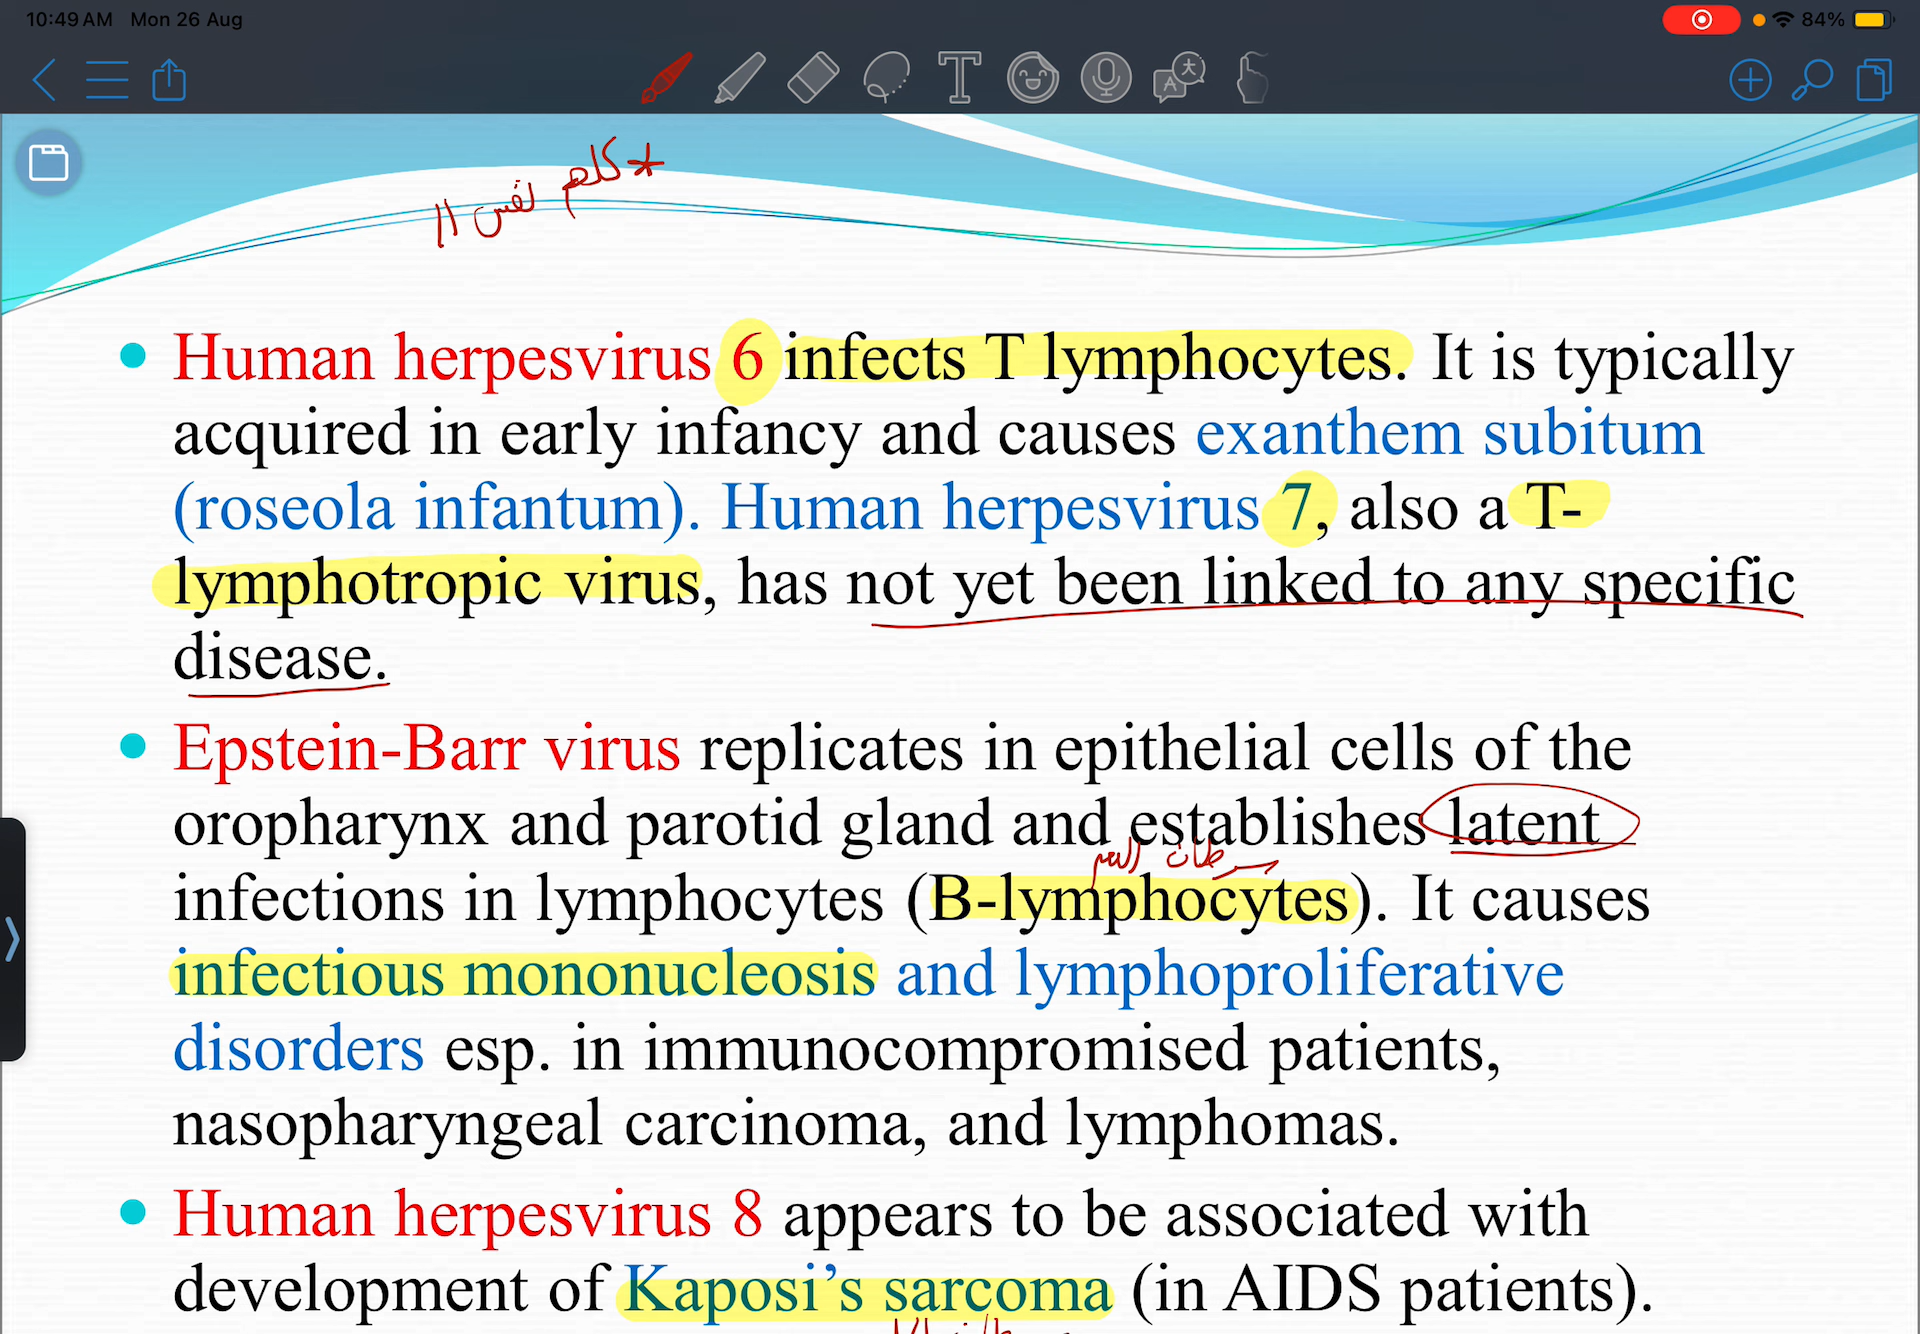 10:49 AM Mon 26 Aug
84%
* كلهم نفس ال
Human herpesvirus 6 infects T lymphocytes. It is typically
acquired in early infancy and causes exanthem subitum
(roseola infantum). Human herpesvirus 7, also a T-
lymphotropic virus, has not yet been linked to any specific
disease.
Epstein-Barr virus replicates in epithelial cells of the
oropharynx and parotid gland and establishes latent
سرطان الدم
infections in lymphocytes (B-lymphocytes). It causes
infectious mononucleosis and lymphoproliferative
disorders esp. in immunocompromised patients,
nasopharyngeal carcinoma, and lymphomas.
Human herpesvirus 8 appears to be associated with
development of Kaposi’s sarcoma (in AIDS patients).